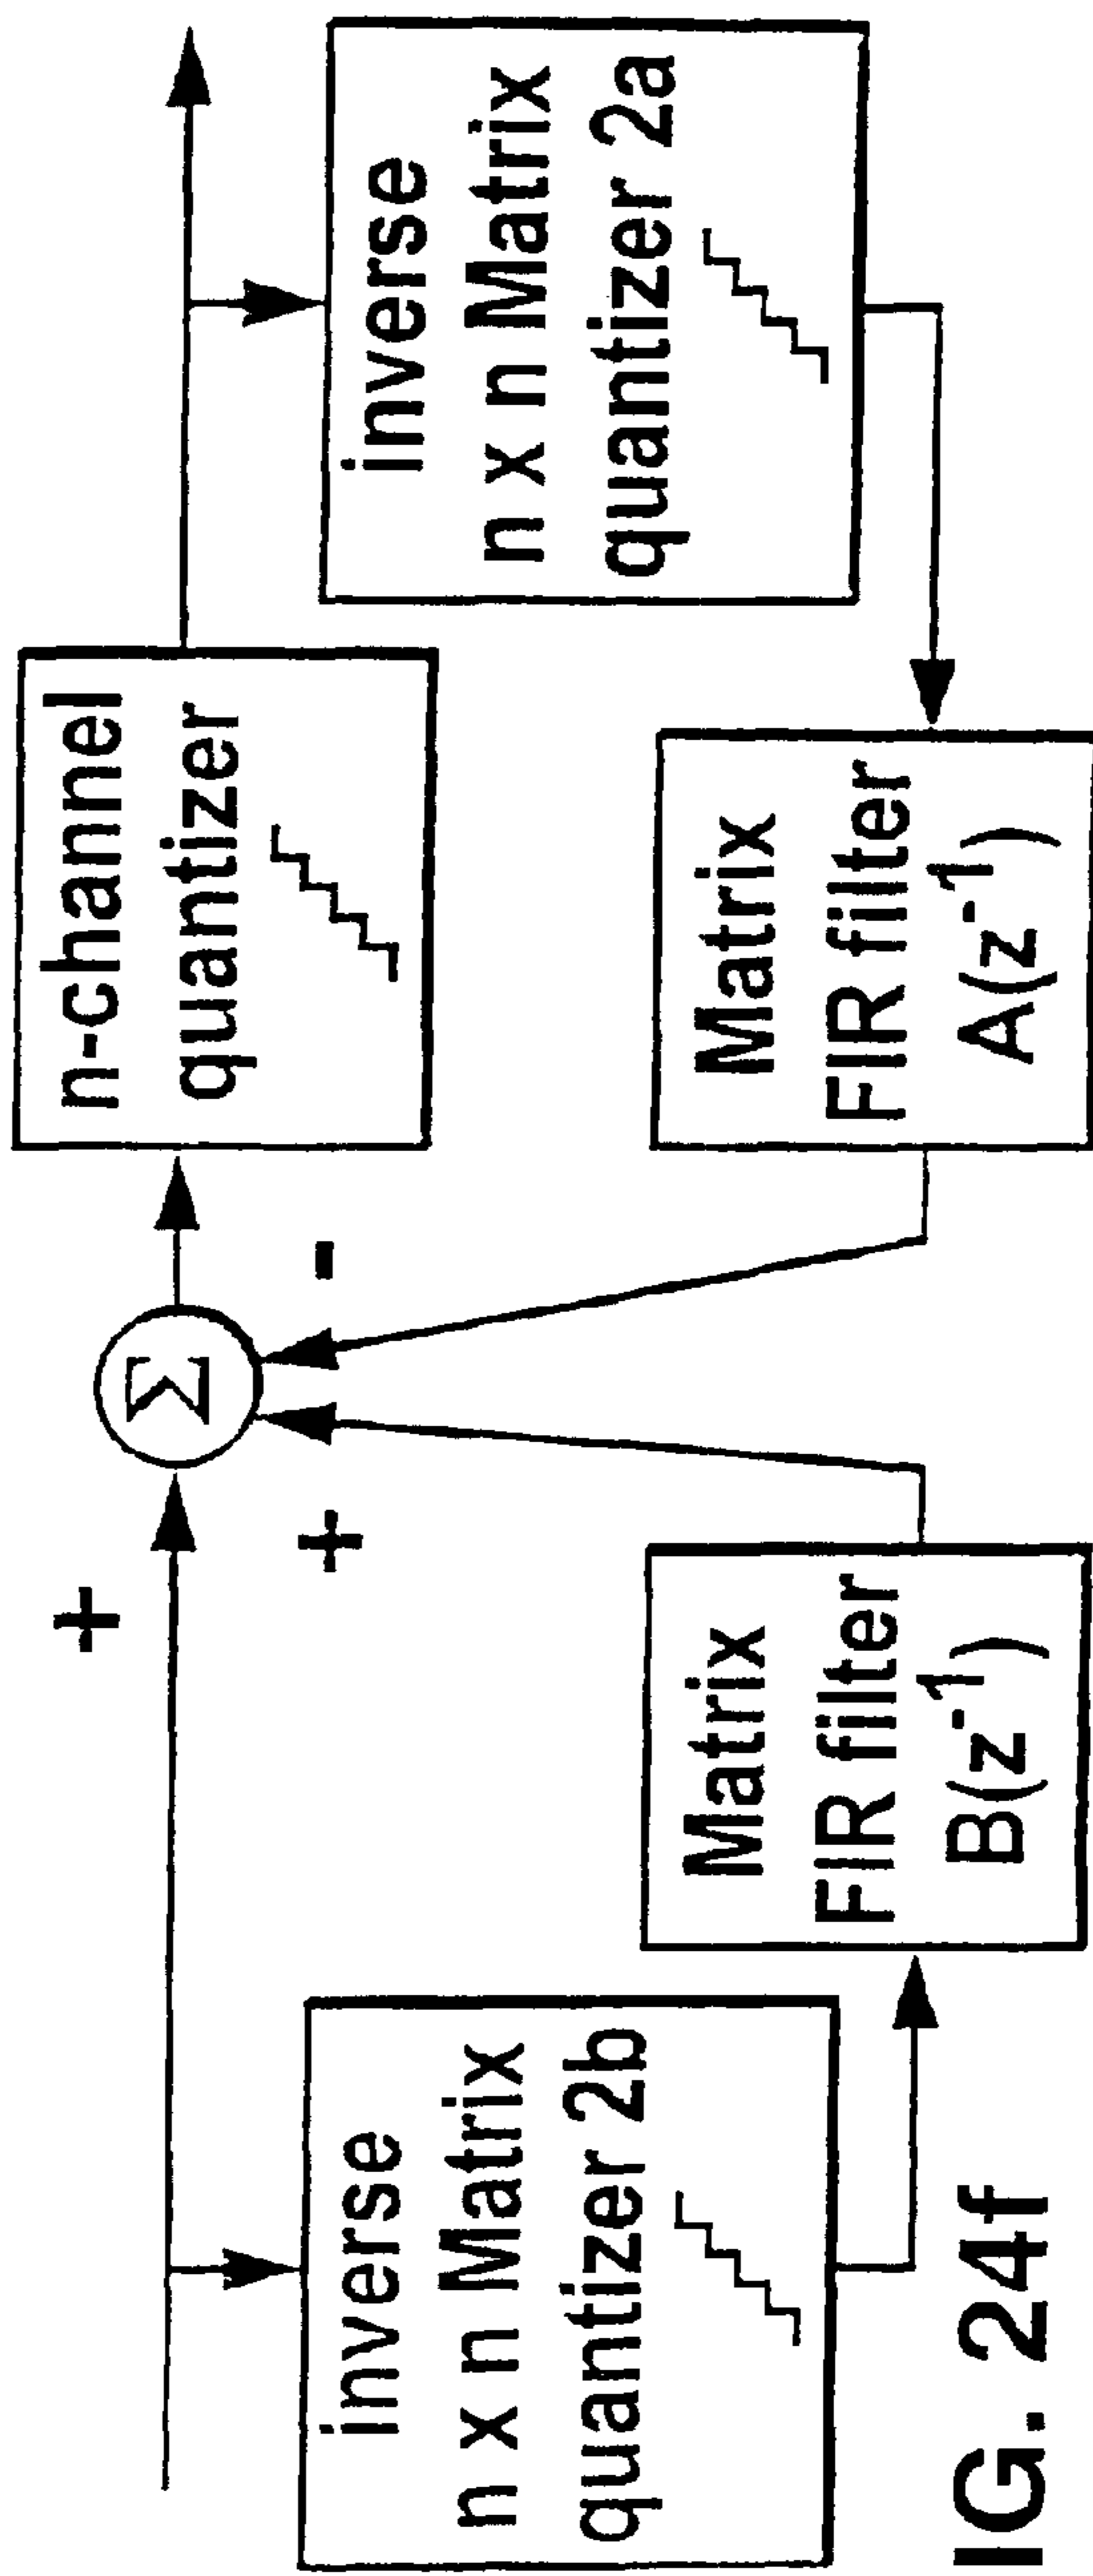 +
Σ
+
-
n-channel
quantizer
inverse
n x n Matrix
quantizer 2b
Matrix
FIR filter
B(z⁻¹)
Matrix
FIR filter
A(z⁻¹)
inverse
n x n Matrix
quantizer 2a
IG. 24f